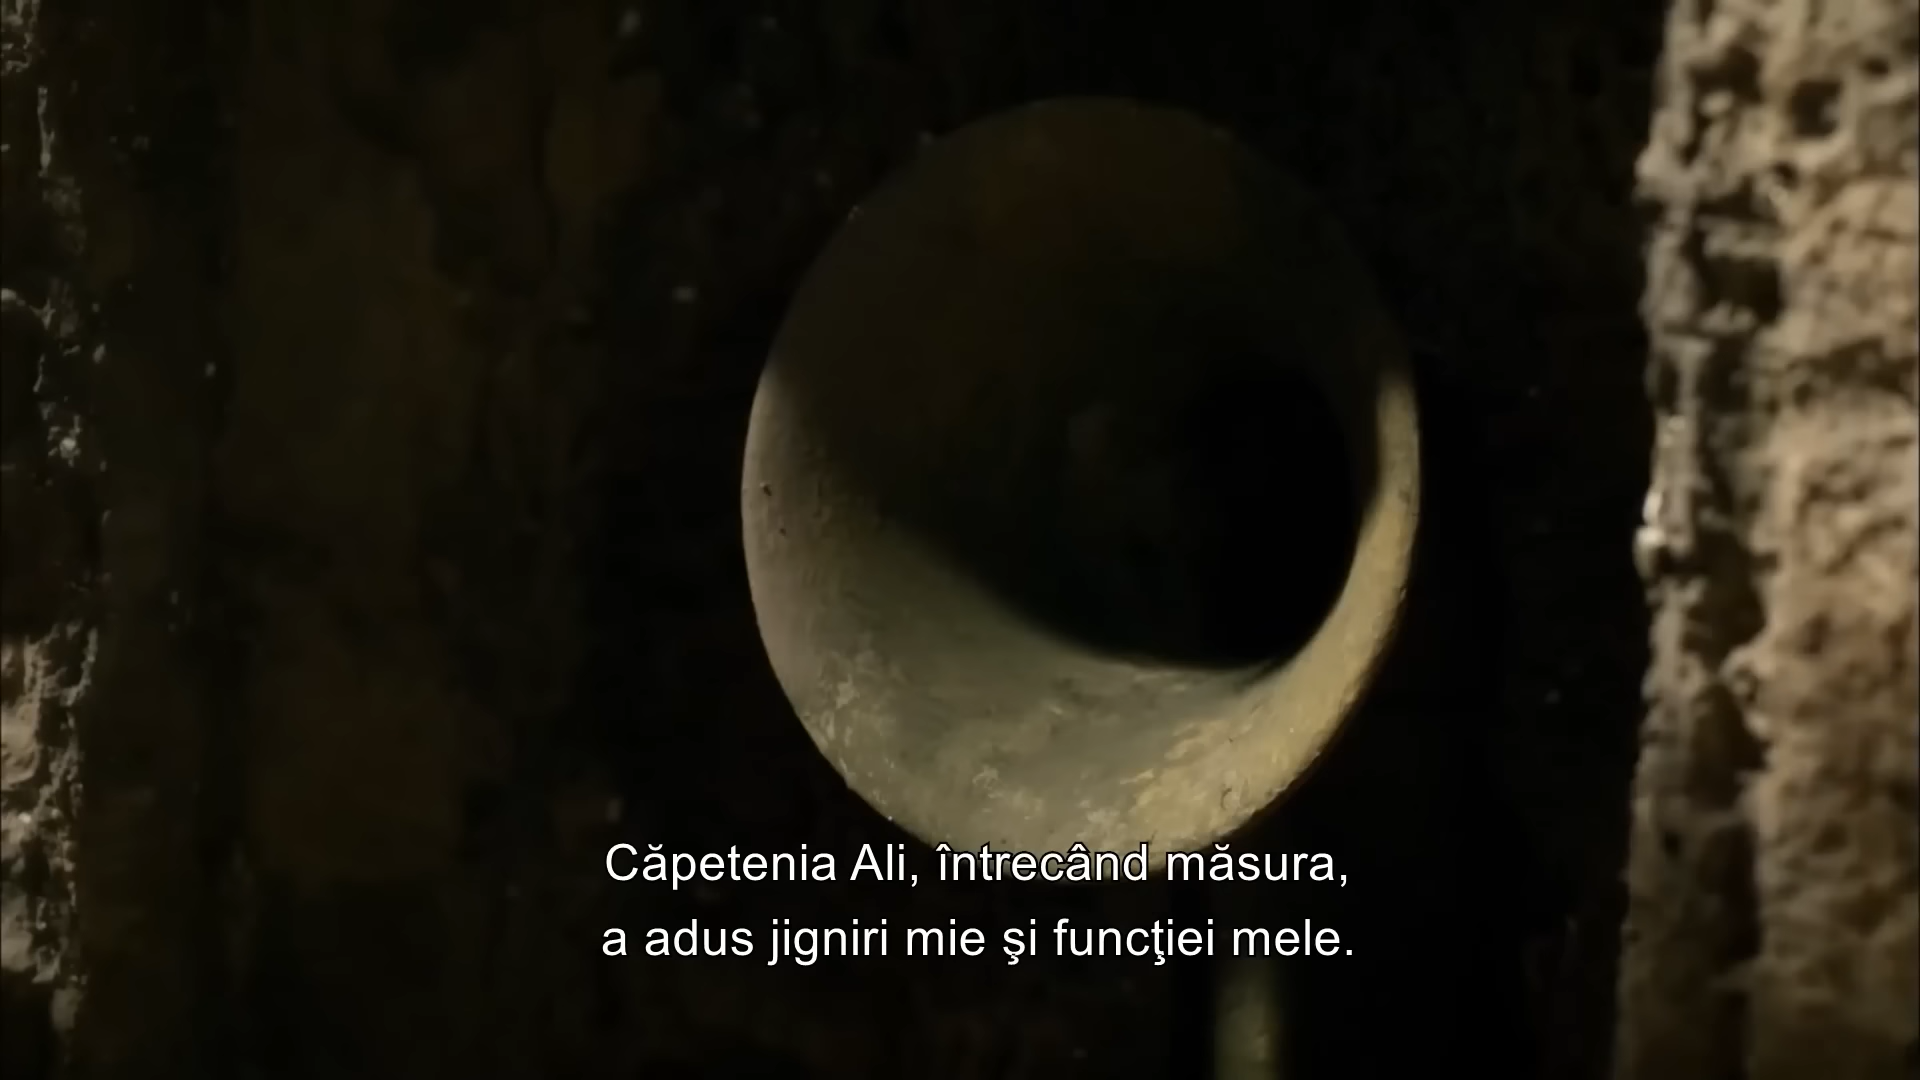 Căpetenia Ali, întrecând măsura,
a adus jigniri mie şi funcţiei mele.